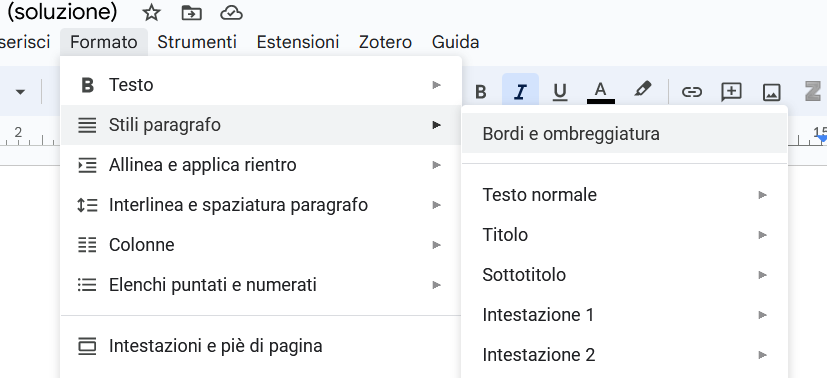 (soluzione)
serisci Formato Strumenti Estensioni Zotero Guida
B I U A Z
2 15
B Testo
Stili paragrafo
Allinea e applica rientro
Interlinea e spaziatura paragrafo
Colonne
Elenchi puntati e numerati
Intestazioni e piè di pagina
Bordi e ombreggiatura
Testo normale
Titolo
Sottotitolo
Intestazione 1
Intestazione 2